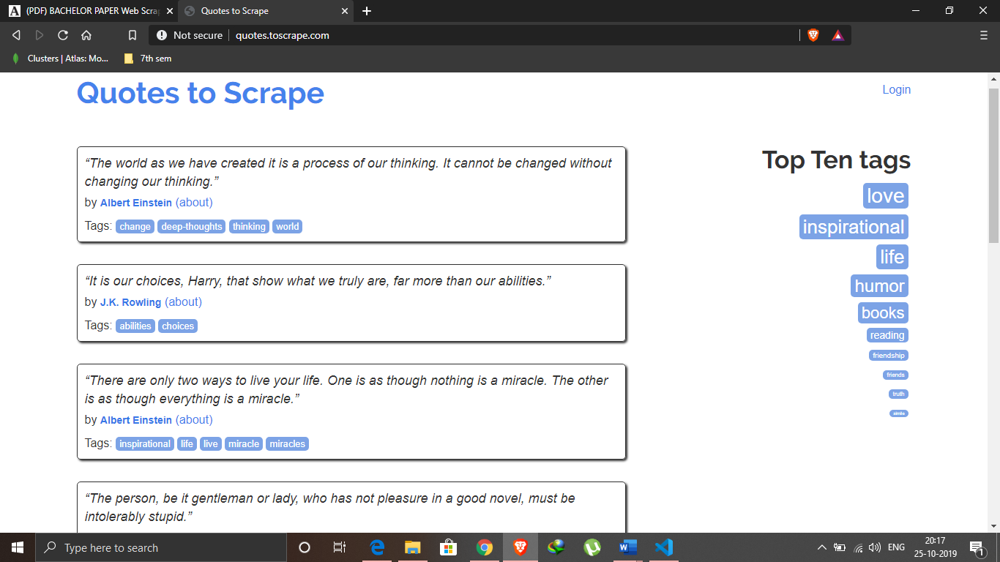 (PDF) BACHELOR PAPER Web Scra
Quotes to Scrape
Not secure
quotes.toscrape.com
Clusters | Atlas: Mo...
7th sem
Quotes to Scrape
Login
“The world as we have created it is a process of our thinking. It cannot be changed without
changing our thinking.”
by Albert Einstein (about)
Tags: change deep-thoughts thinking world
“It is our choices, Harry, that show what we truly are, far more than our abilities.”
by J.K. Rowling (about)
Tags: abilities choices
“There are only two ways to live your life. One is as though nothing is a miracle. The other
is as though everything is a miracle.”
by Albert Einstein (about)
Tags: inspirational life live miracle miracles
“The person, be it gentleman or lady, who has not pleasure in a good novel, must be
intolerably stupid.”
Top Ten tags
love
inspirational
life
humor
books
reading
friendship
friends
truth
simile
Type here to search
ENG
20:17
25-10-2019
1